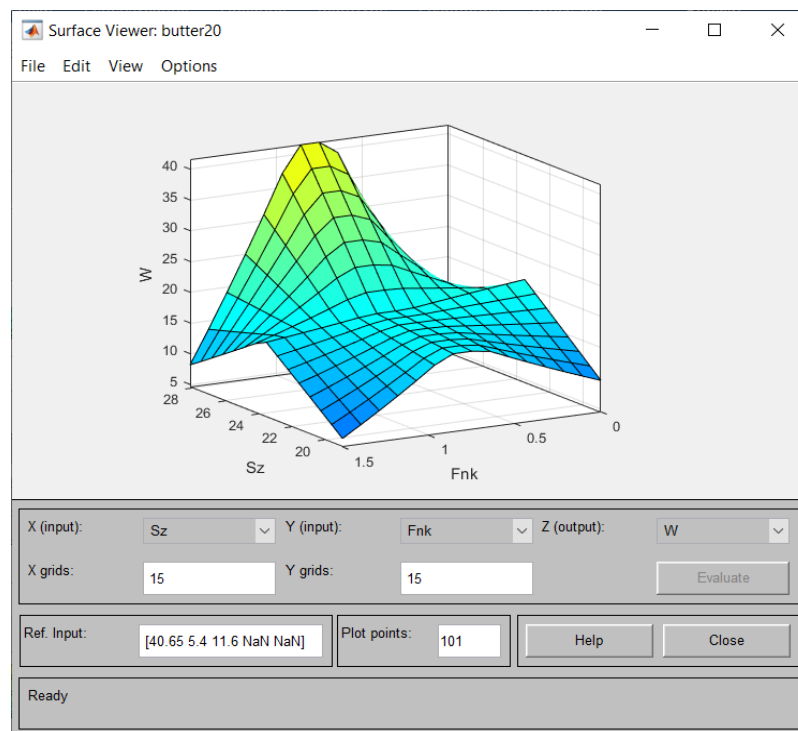 Surface Viewer: butter20
File Edit View Options
40
35
30
25
20
15
10
5
W
28
26
24
22
20
Sz
1.5
1
0.5
0
Fnk
X (input): Sz Y (input): Fnk Z (output): W
X grids: 15 Y grids: 15 Evaluate
Ref. Input: [40.65 5.4 11.6 NaN NaN] Plot points: 101 Help Close
Ready